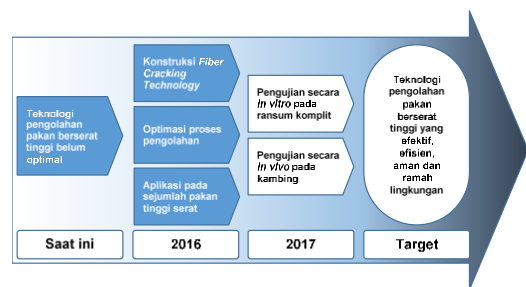 Teknologi
pengolahan
pakan berserat
tinggi belum
optimal
Konstruksi Fiber
Cracking
Technology
Optimasi proses
pengolahan
Aplikasi pada
sejumlah pakan
tinggi serat
Pengujian secara
in vitro pada
ransum komplit
Pengujian secara
in vivo pada
kambing
Teknologi
pengolahan
pakan
berserat
tinggi yang
efektif,
efisien,
aman dan
ramah
lingkungan
Saat ini
2016
2017
Target